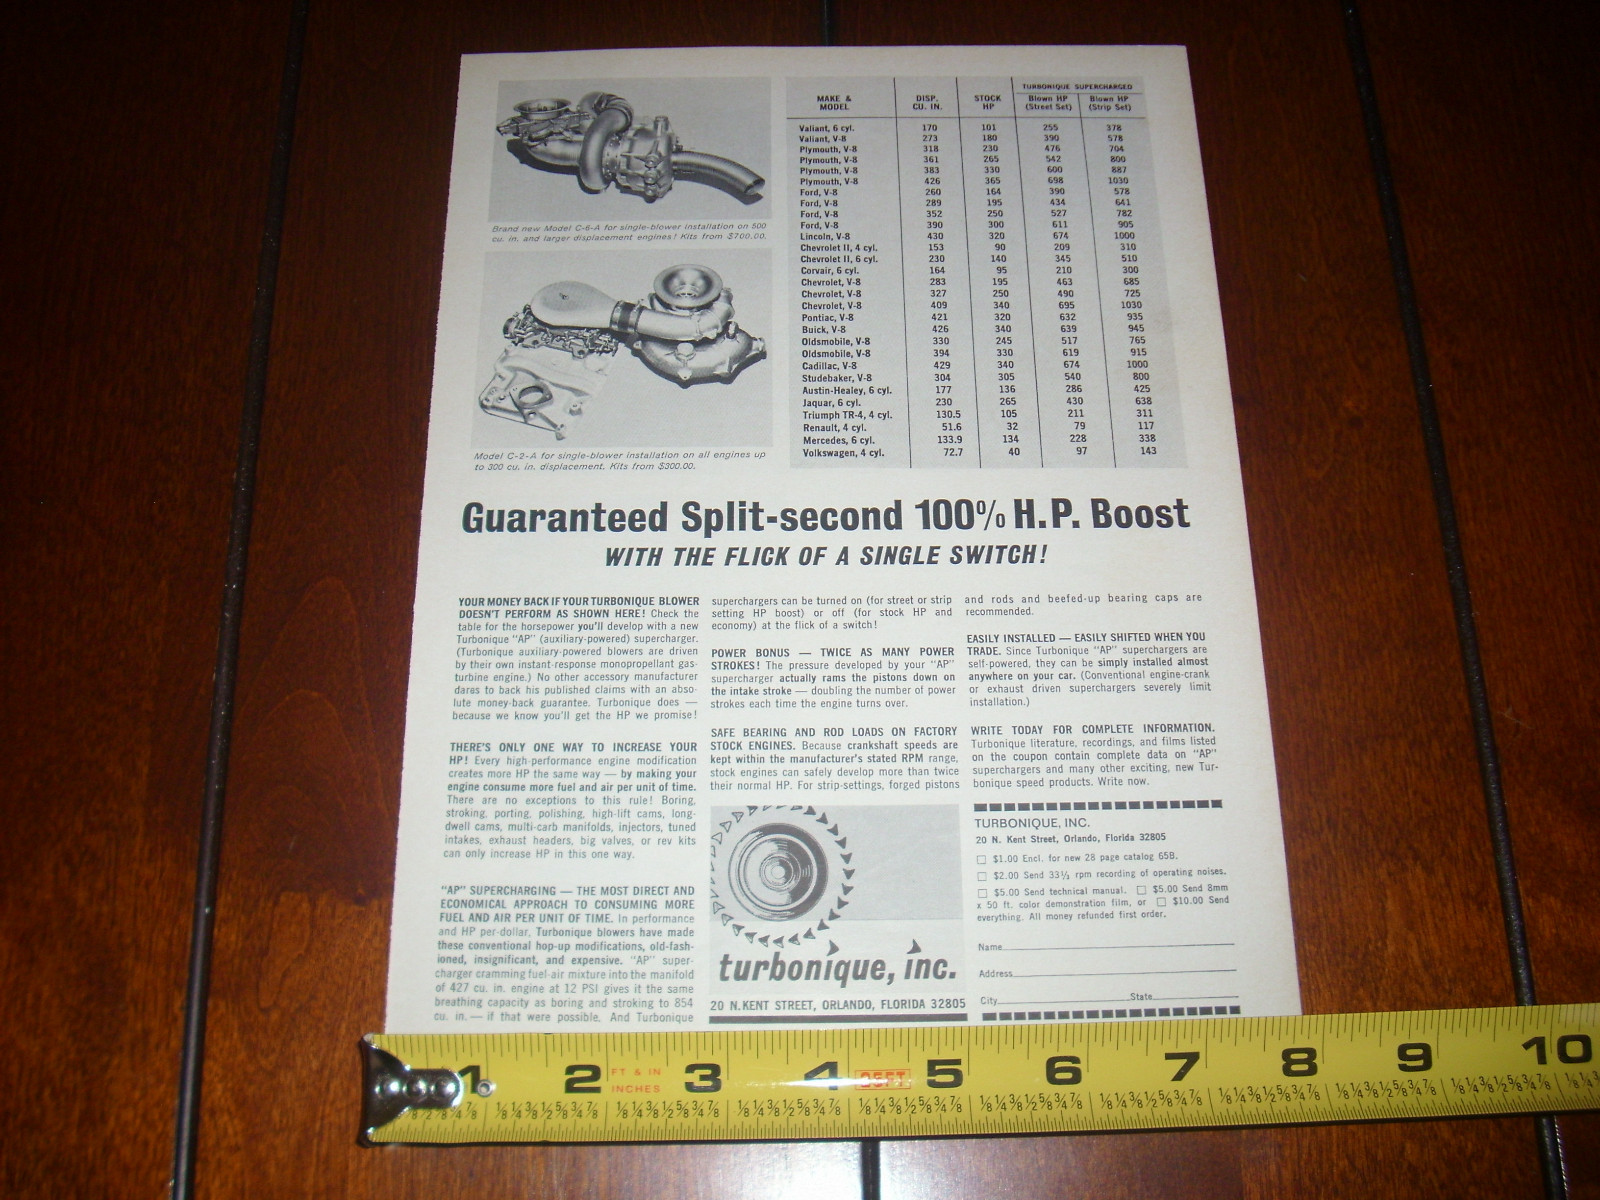 Brand new Model C-6-A for single-blower installation on 500
cu. in. and larger displacement engines! Kits from $700.00.
Model C-2-A for single-blower installation on all engines up
to 300 cu. in. displacement. Kits from $300.00.
MAKE & MODEL DISP. CU. IN. STOCK HP TURBONIQUE SUPERCHARGED Blown HP (Street Set) Blown HP (Strip Set)
Valiant, 6 cyl. 170 101 255 378
Valiant, V-8 273 180 390 578
Plymouth, V-8 318 230 476 704
Plymouth, V-8 361 265 542 800
Plymouth, V-8 383 330 600 887
Plymouth, V-8 426 365 698 1030
Ford, V-8 260 164 390 578
Ford, V-8 289 195 434 641
Ford, V-8 352 250 527 782
Ford, V-8 390 300 611 905
Lincoln, V-8 430 320 674 1000
Chevrolet II, 4 cyl. 153 90 209 310
Chevrolet II, 6 cyl. 230 140 345 510
Corvair, 6 cyl. 164 95 210 300
Chevrolet, V-8 283 195 463 685
Chevrolet, V-8 327 250 490 725
Chevrolet, V-8 409 340 695 1030
Pontiac, V-8 421 320 632 935
Buick, V-8 426 340 639 945
Oldsmobile, V-8 330 245 517 765
Oldsmobile, V-8 394 330 619 915
Cadillac, V-8 429 340 674 1000
Studebaker, V-8 304 305 540 800
Austin-Healey, 6 cyl. 177 136 286 425
Jaquar, 6 cyl. 230 265 430 638
Triumph TR-4, 4 cyl. 130.5 105 211 311
Renault, 4 cyl. 51.6 32 79 117
Mercedes, 6 cyl. 133.9 134 228 338
Volkswagen, 4 cyl. 72.7 40 97 143
Guaranteed Split-second 100% H.P. Boost
WITH THE FLICK OF A SINGLE SWITCH!
YOUR MONEY BACK IF YOUR TURBONIQUE BLOWER
DOESN'T PERFORM AS SHOWN HERE! Check the
table for the horsepower you'll develop with a new
Turbonique "AP" (auxiliary-powered) supercharger.
(Turbonique auxiliary-powered blowers are driven
by their own instant-response monopropellant gas-
turbine engine.) No other accessory manufacturer
dares to back his published claims with an abso-
lute money-back guarantee. Turbonique does —
because we know you'll get the HP we promise!
THERE'S ONLY ONE WAY TO INCREASE YOUR
HP! Every high-performance engine modification
creates more HP the same way — by making your
engine consume more fuel and air per unit of time.
There are no exceptions to this rule! Boring,
stroking, porting, polishing, high-lift cams, long-
dwell cams, multi-carb manifolds, injectors, tuned
intakes, exhaust headers, big valves, or rev kits
can only increase HP in this one way.
"AP" SUPERCHARGING — THE MOST DIRECT AND
ECONOMICAL APPROACH TO CONSUMING MORE
FUEL AND AIR PER UNIT OF TIME. In performance
and HP per-dollar, Turbonique blowers have made
these conventional hop-up modifications, old-fash-
ioned, insignificant, and expensive. "AP" super-
charger cramming fuel-air mixture into the manifold
of 427 cu. in. engine at 12 PSI gives it the same
breathing capacity as boring and stroking to 854
cu. in. — if that were possible. And Turbonique
superchargers can be turned on (for street or strip
setting HP boost) or off (for stock HP and
economy) at the flick of a switch!
POWER BONUS — TWICE AS MANY POWER
STROKES! The pressure developed by your "AP"
supercharger actually rams the pistons down on
the intake stroke — doubling the number of power
strokes each time the engine turns over.
SAFE BEARING AND ROD LOADS ON FACTORY
STOCK ENGINES. Because crankshaft speeds are
kept within the manufacturer's stated RPM range,
stock engines can safely develop more than twice
their normal HP. For strip-settings, forged pistons
and rods and beefed-up bearing caps are
recommended.
EASILY INSTALLED — EASILY SHIFTED WHEN YOU
TRADE. Since Turbonique "AP" superchargers are
self-powered, they can be simply installed almost
anywhere on your car. (Conventional engine-crank
or exhaust driven superchargers severely limit
installation.)
WRITE TODAY FOR COMPLETE INFORMATION.
Turbonique literature, recordings, and films listed
on the coupon contain complete data on "AP"
superchargers and many other exciting, new Tur-
bonique speed products. Write now.
turbonique, inc.
20 N. KENT STREET, ORLANDO, FLORIDA 32805
TURBONIQUE, INC.
20 N. Kent Street, Orlando, Florida 32805
$1.00 Encl. for new 28 page catalog 65B.
$2.00 Send 33⅓ rpm recording of operating noises.
$5.00 Send technical manual. $5.00 Send 8mm
x 50 ft. color demonstration film, or $10.00 Send
everything. All money refunded first order.
Name
Address
City State
1 2 FT & IN INCHES 3 4 25FT 5 6 7 8 9 10